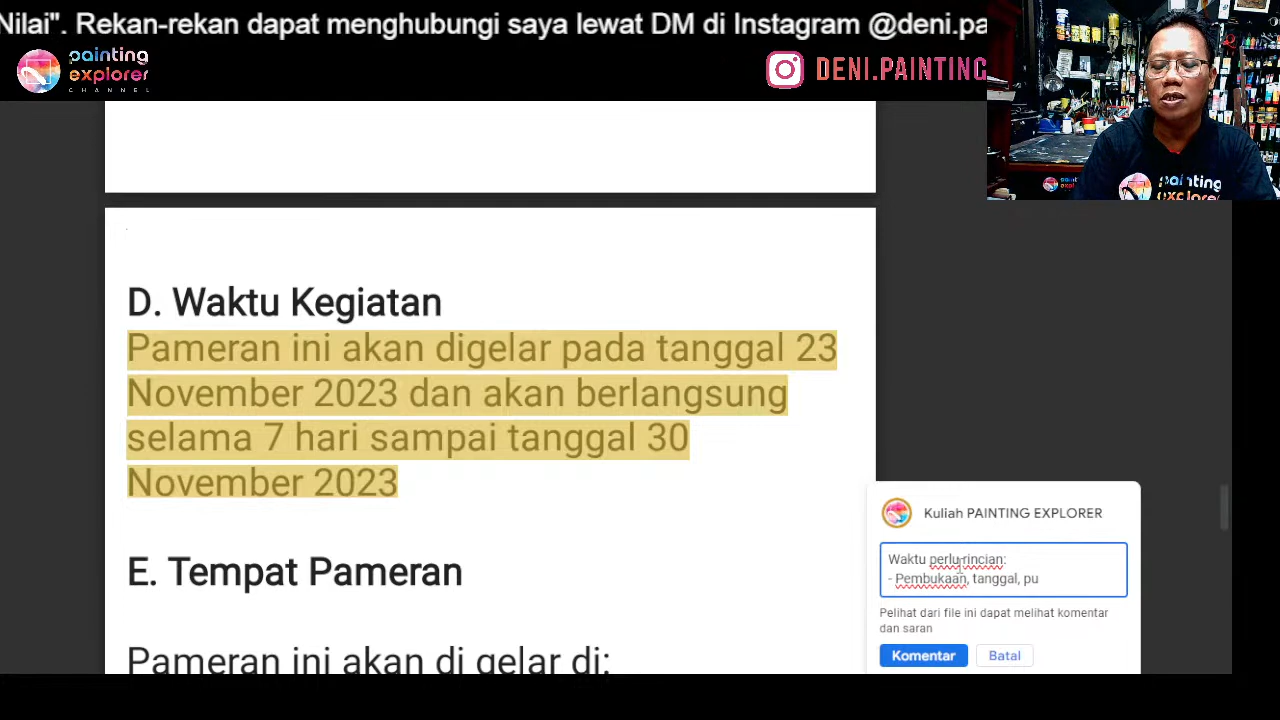 Nilai". Rekan-rekan dapat menghubungi saya lewat DM di Instagram @deni.pa
painting
explorer
CHANNEL
DENI.PAINTING
painting
explorer
D. Waktu Kegiatan
Pameran ini akan digelar pada tanggal 23
November 2023 dan akan berlangsung
selama 7 hari sampai tanggal 30
November 2023
E. Tempat Pameran
Pameran ini akan di gelar di:
Kuliah PAINTING EXPLORER
Waktu perlu rincian:
- Pembukaan, tanggal, pu
Pelihat dari file ini dapat melihat komentar
dan saran
Komentar Batal